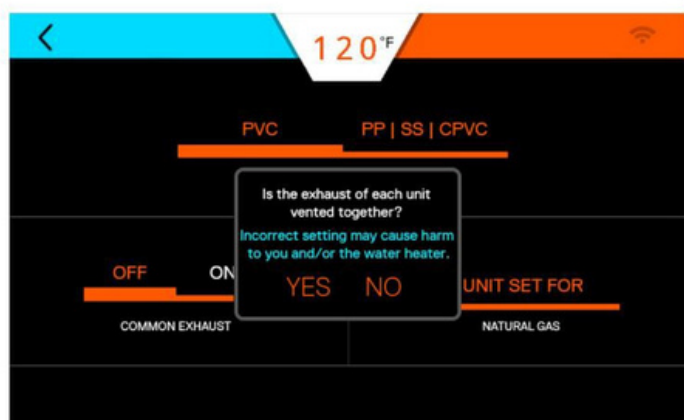 120°F
PVC PP | SS | CPVC
Is the exhaust of each unit
vented together?
Incorrect setting may cause harm
to you and/or the water heater.
YES NO
OFF ON
UNIT SET FOR
COMMON EXHAUST
NATURAL GAS